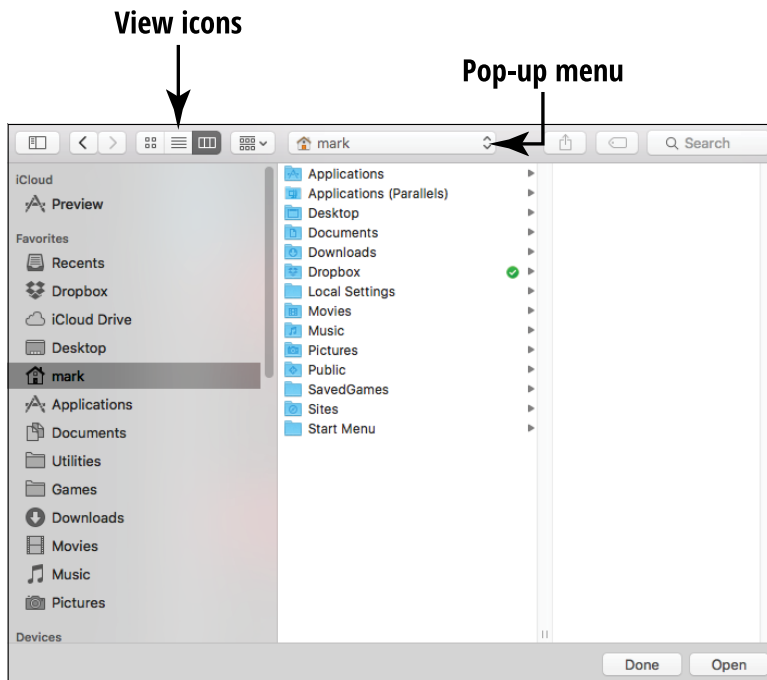 View icons
Pop-up menu
mark
Search
iCloud
Preview
Favorites
Recents
Dropbox
iCloud Drive
Desktop
mark
Applications
Documents
Utilities
Games
Downloads
Movies
Music
Pictures
Devices
Applications
Applications (Parallels)
Desktop
Documents
Downloads
Dropbox
Local Settings
Movies
Music
Pictures
Public
SavedGames
Sites
Start Menu
Done Open